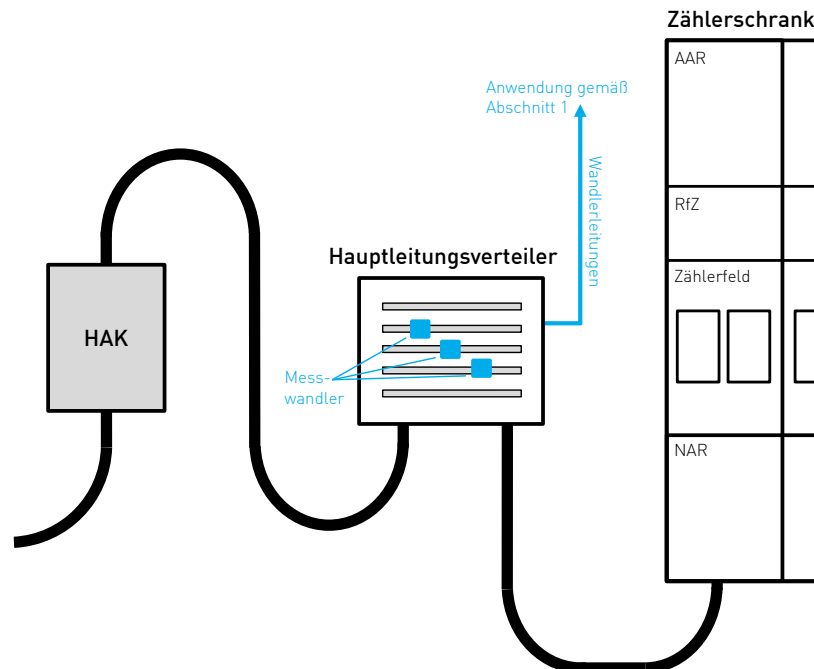 Zählerschrank
AAR
Anwendung gemäß
Abschnitt 1
Wandlerleitungen
RfZ
Hauptleitungsverteiler
Zählerfeld
HAK
Mess-
wandler
NAR